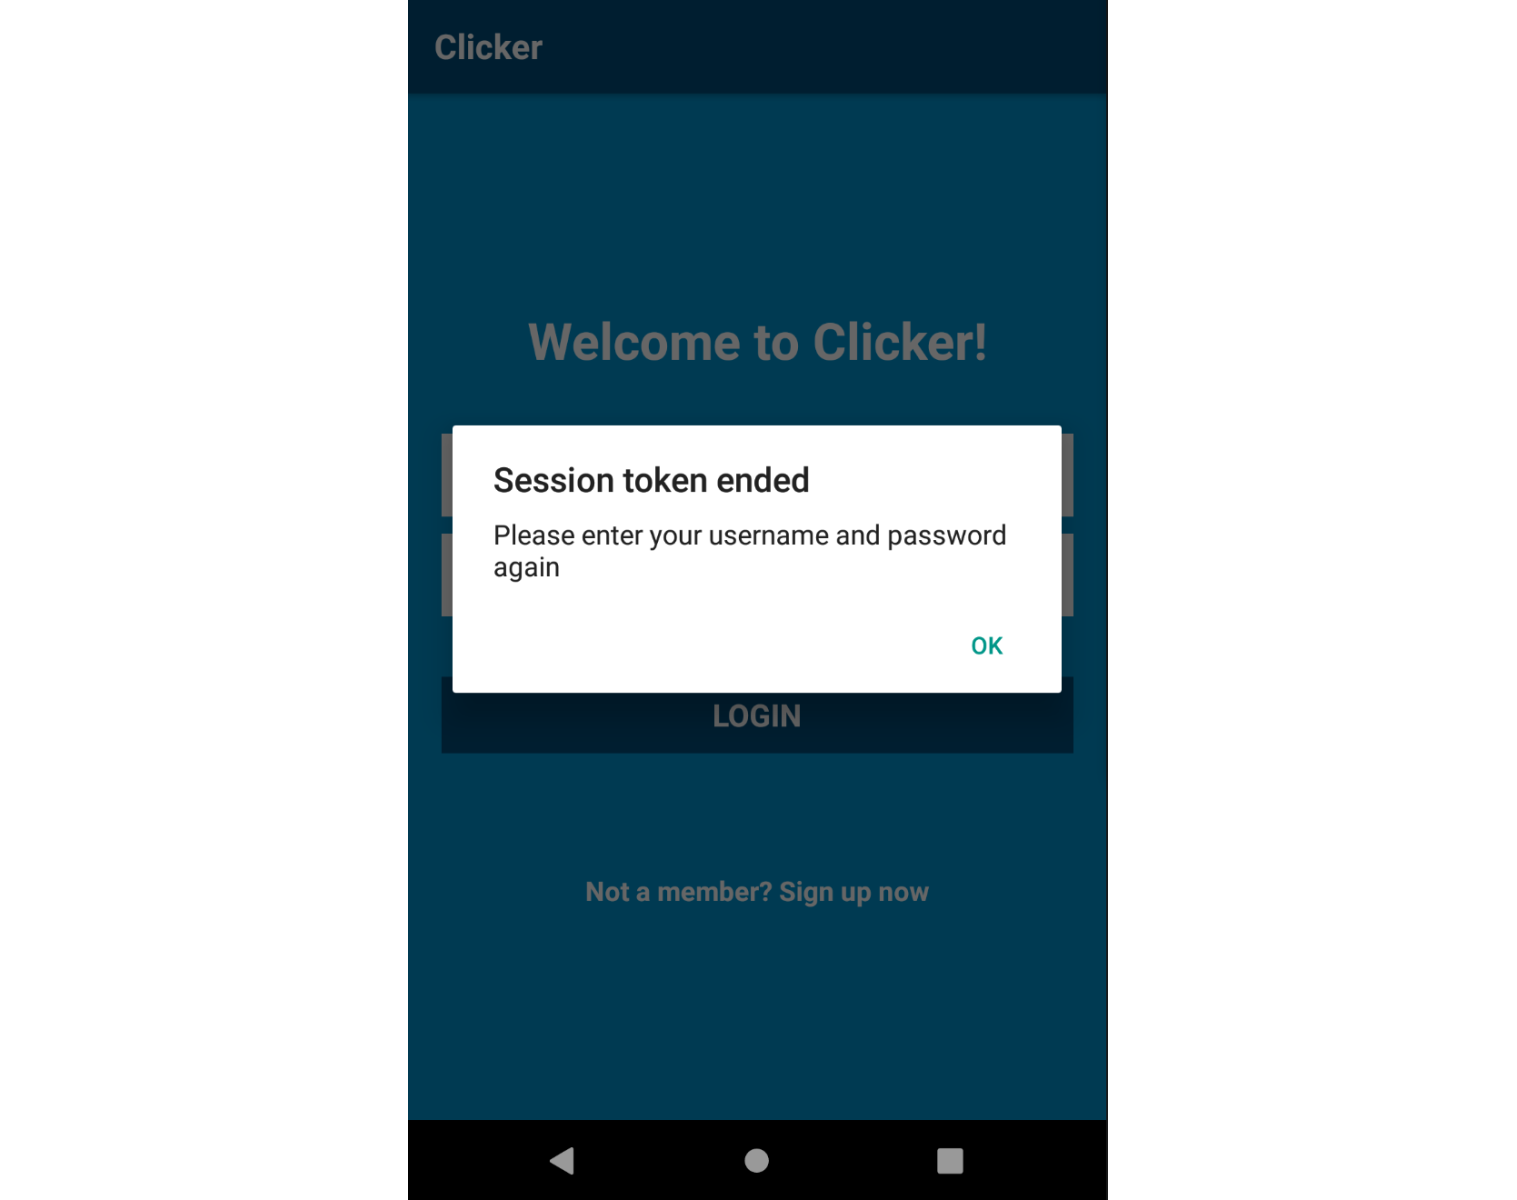 Clicker
Welcome to Clicker!
Session token ended
Please enter your username and password
again
OK
LOGIN
Not a member? Sign up now